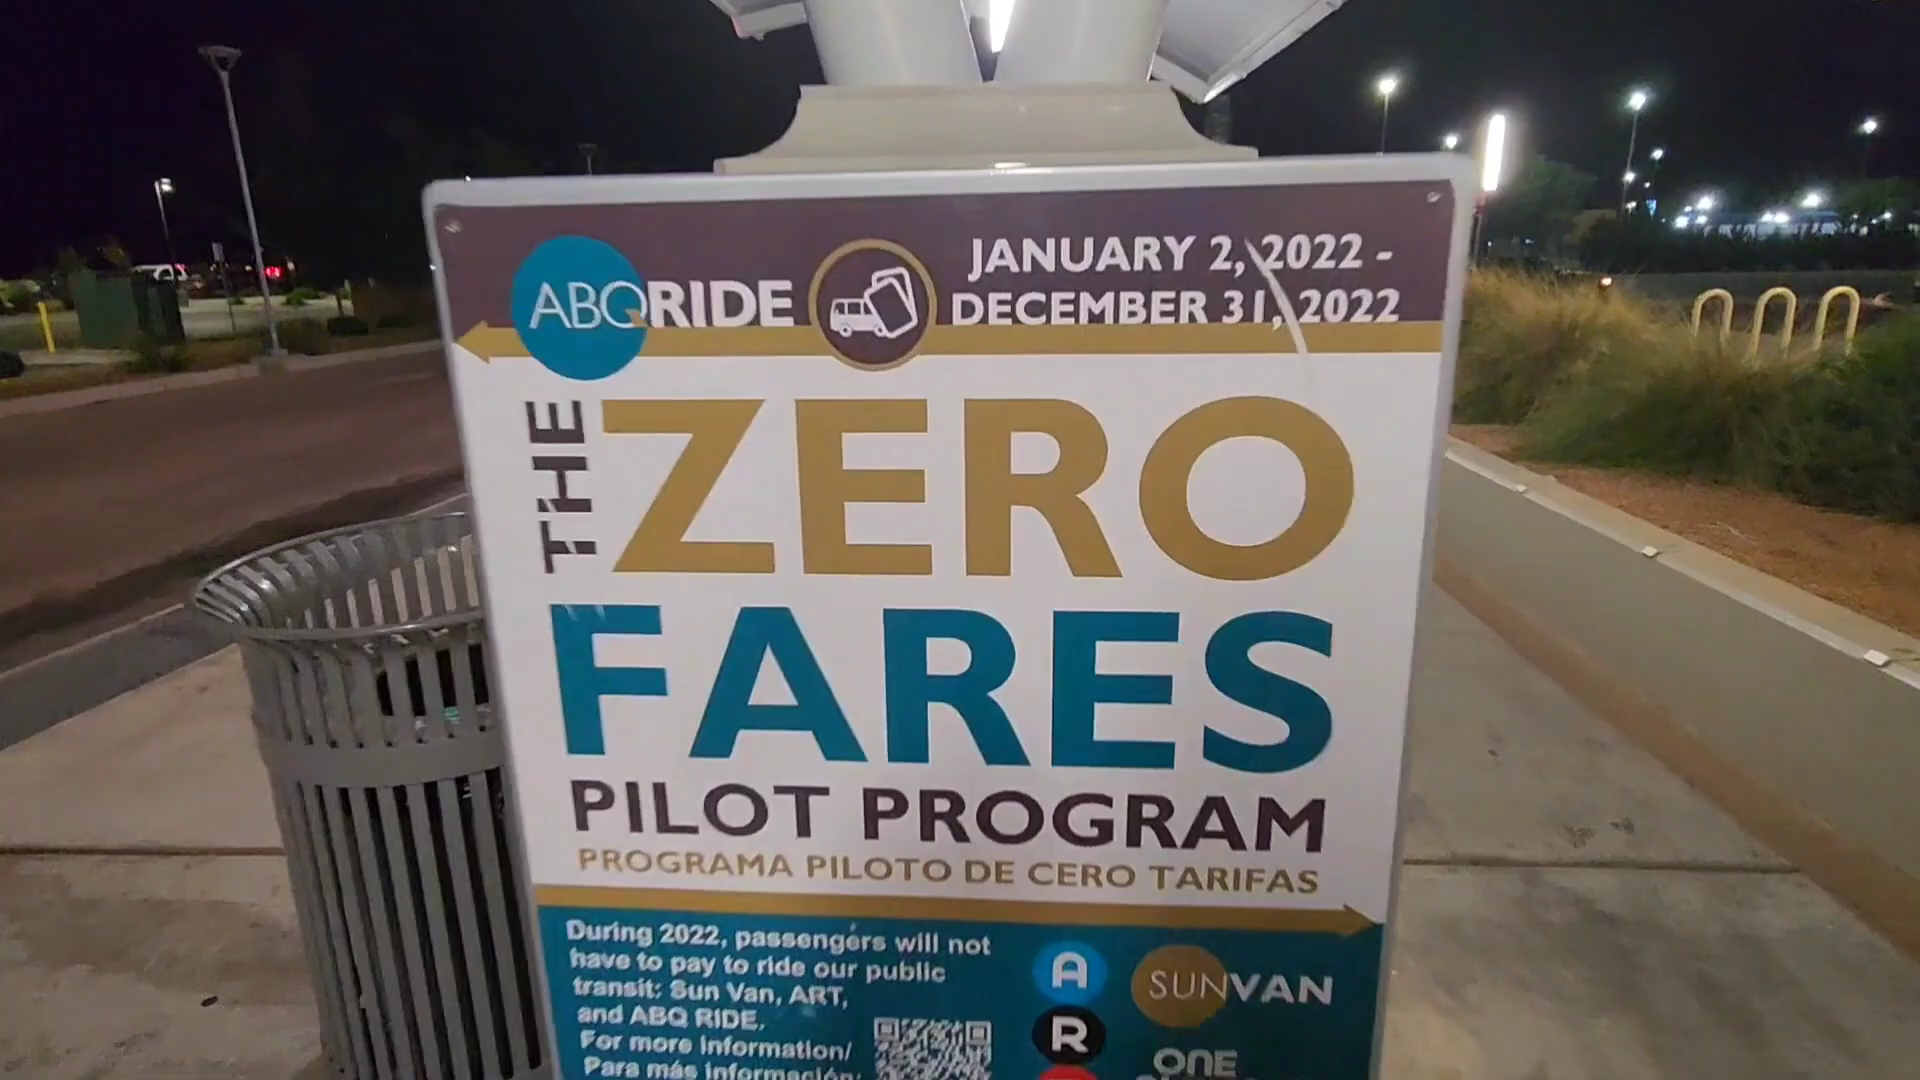 ABQRIDE
JANUARY 2, 2022 -
DECEMBER 31, 2022
THE
ZERO
FARES
PILOT PROGRAM
PROGRAMA PILOTO DE CERO TARIFAS
During 2022, passengers will not
have to pay to ride our public
transit: Sun Van, ART,
and ABQ RIDE.
For more information/
Para más información:
A
R
SUNVAN
ONE